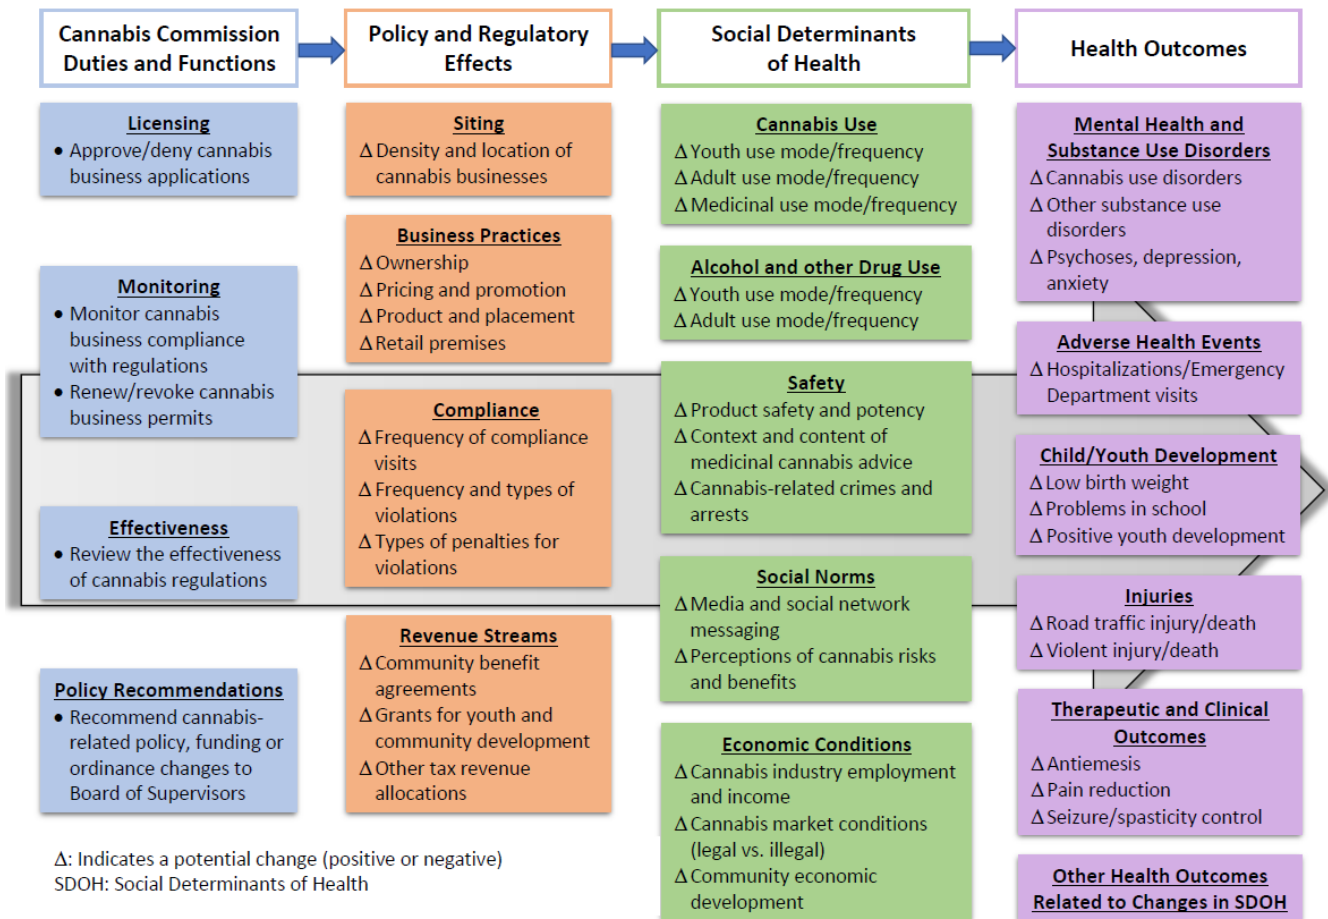 Cannabis Commission
Duties and Functions
Policy and Regulatory
Effects
Social Determinants
of Health
Health Outcomes
Licensing
• Approve/deny cannabis
business applications
Monitoring
• Monitor cannabis
business compliance
with regulations
• Renew/revoke cannabis
business permits
Effectiveness
• Review the effectiveness
of cannabis regulations
Policy Recommendations
• Recommend cannabis-
related policy, funding or
ordinance changes to
Board of Supervisors
Siting
Δ Density and location of
cannabis businesses
Business Practices
Δ Ownership
Δ Pricing and promotion
Δ Product and placement
Δ Retail premises
Compliance
Δ Frequency of compliance
visits
Δ Frequency and types of
violations
Δ Types of penalties for
violations
Revenue Streams
Δ Community benefit
agreements
Δ Grants for youth and
community development
Δ Other tax revenue
allocations
Cannabis Use
Δ Youth use mode/frequency
Δ Adult use mode/frequency
Δ Medicinal use mode/frequency
Alcohol and other Drug Use
Δ Youth use mode/frequency
Δ Adult use mode/frequency
Safety
Δ Product safety and potency
Δ Context and content of
medicinal cannabis advice
Δ Cannabis-related crimes and
arrests
Social Norms
Δ Media and social network
messaging
Δ Perceptions of cannabis risks
and benefits
Economic Conditions
Δ Cannabis industry employment
and income
Δ Cannabis market conditions
(legal vs. illegal)
Δ Community economic
development
Mental Health and
Substance Use Disorders
Δ Cannabis use disorders
Δ Other substance use
disorders
Δ Psychoses, depression,
anxiety
Adverse Health Events
Δ Hospitalizations/Emergency
Department visits
Child/Youth Development
Δ Low birth weight
Δ Problems in school
Δ Positive youth development
Injuries
Δ Road traffic injury/death
Δ Violent injury/death
Therapeutic and Clinical
Outcomes
Δ Antiemesis
Δ Pain reduction
Δ Seizure/spasticity control
Other Health Outcomes
Related to Changes in SDOH
Δ: Indicates a potential change (positive or negative)
SDOH: Social Determinants of Health